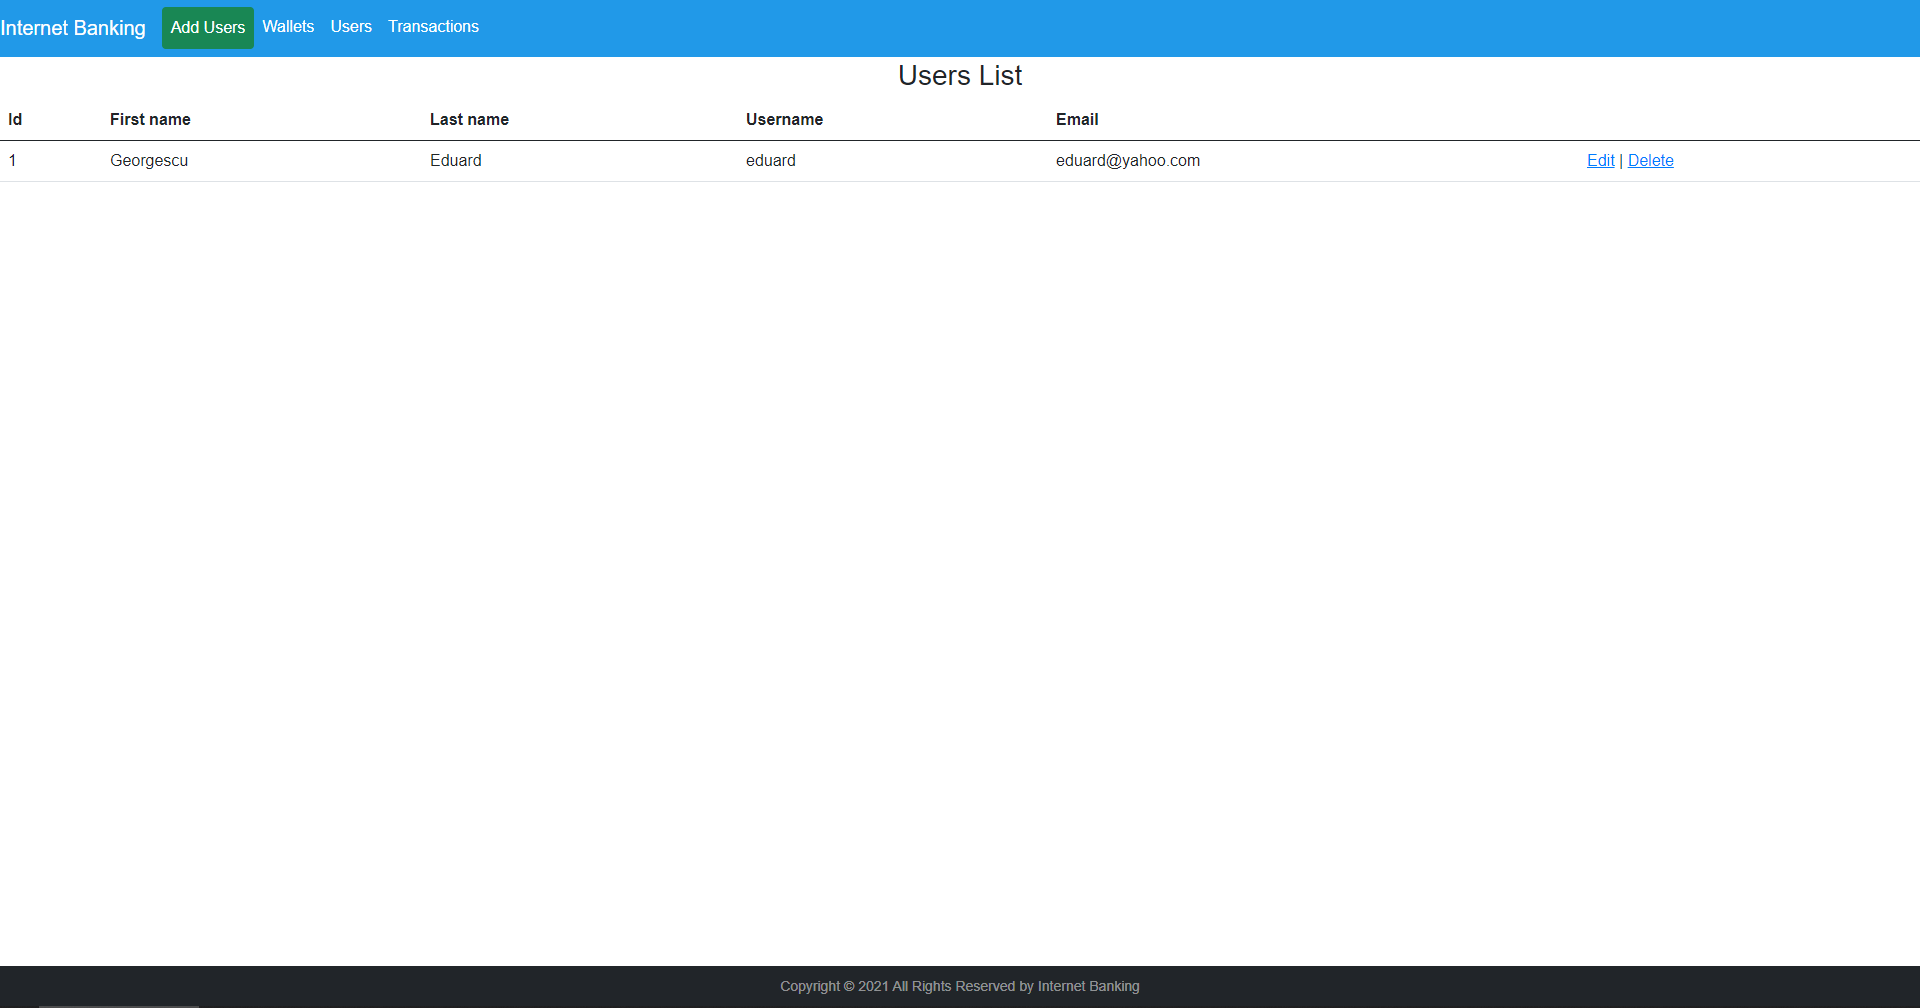 Internet Banking Add Users Wallets Users Transactions
Users List
Id First name Last name Username Email
1 Georgescu Eduard eduard eduard@yahoo.com Edit | Delete
Copyright © 2021 All Rights Reserved by Internet Banking